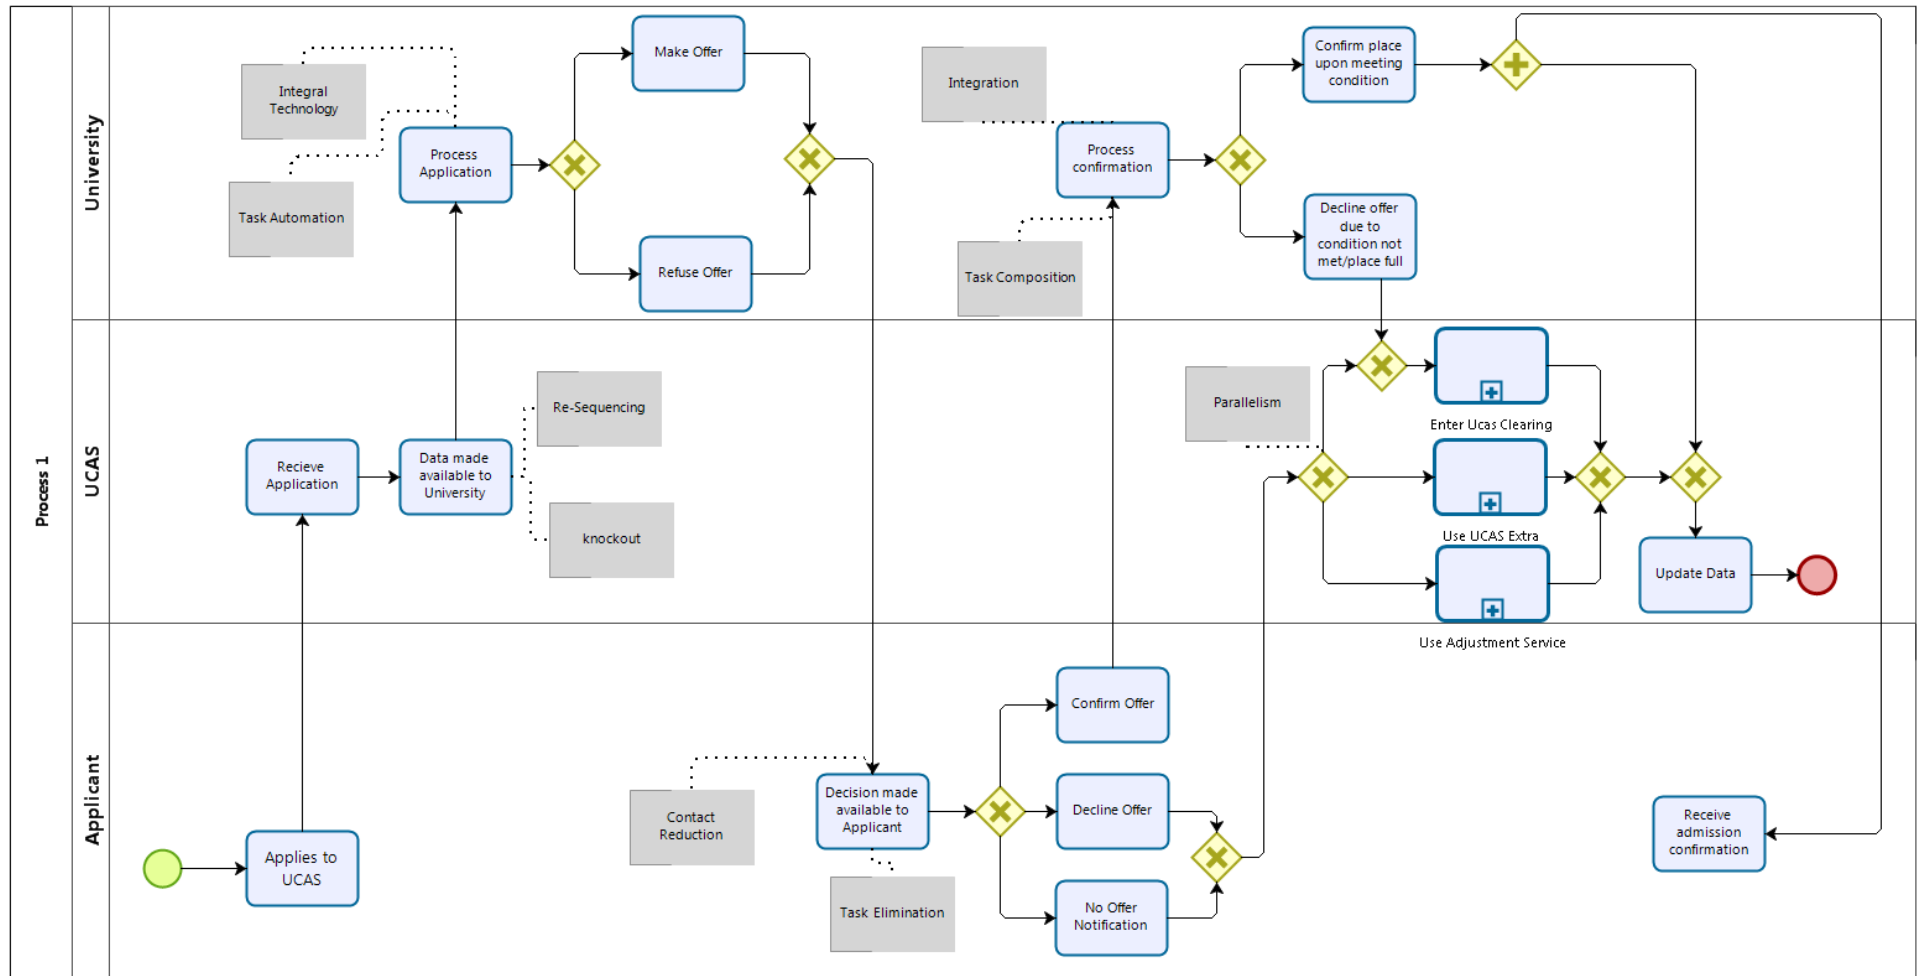 Process 1
University
Integral
Technology
Task Automation
Process
Application
Make Offer
Refuse Offer
Integration
Process
confirmation
Task Composition
Confirm place
upon meeting
condition
Decline offer
due to
condition not
met/place full
UCAS
Recieve
Application
Data made
available to
University
Re-Sequencing
knockout
Parallelism
Enter Ucas Clearing
Use UCAS Extra
Use Adjustment Service
Update Data
Applicant
Applies to
UCAS
Contact
Reduction
Decision made
available to
Applicant
Task Elimination
Confirm Offer
Decline Offer
No Offer
Notification
Receive
admission
confirmation